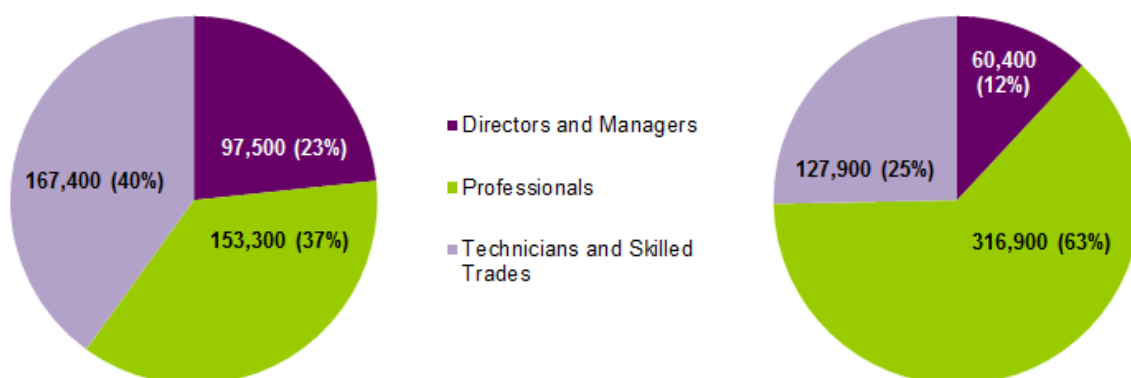 97,500 (23%)
167,400 (40%)
153,300 (37%)
Directors and Managers
Professionals
Technicians and Skilled
Trades
60,400
(12%)
127,900 (25%)
316,900 (63%)